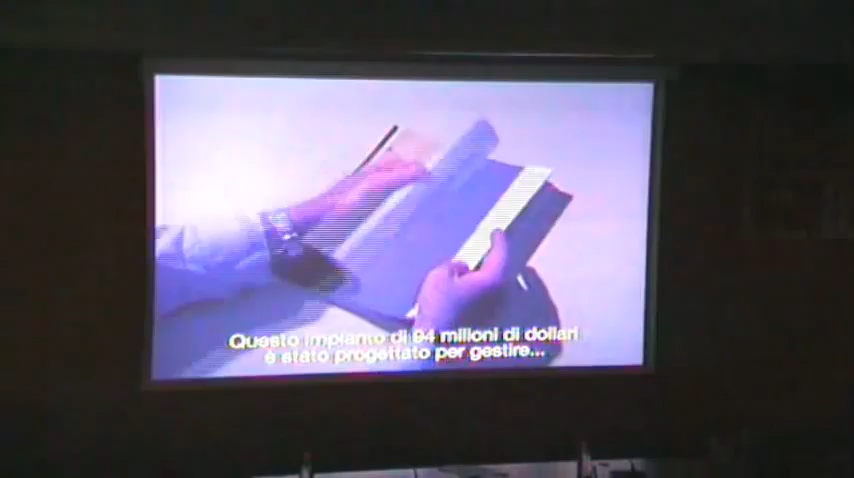 Questo impianto di 94 milioni di dollari
è stato progettato per gestire...